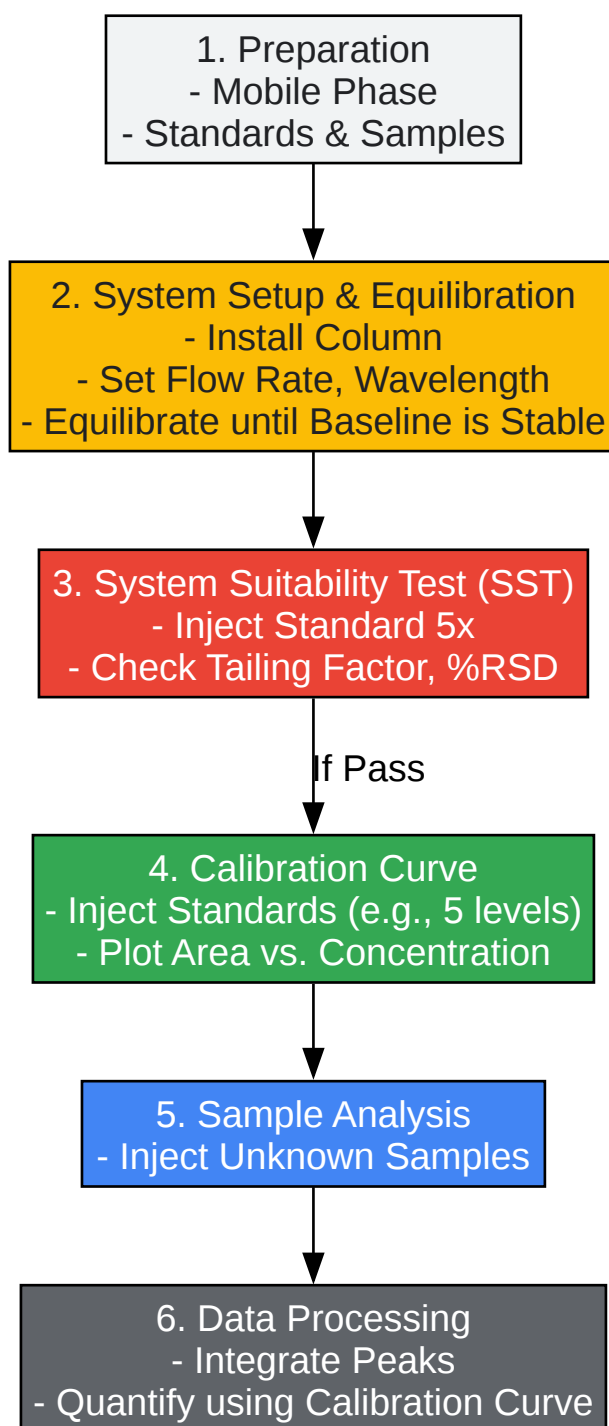 1. Preparation
- Mobile Phase
- Standards & Samples
2. System Setup & Equilibration
- Install Column
- Set Flow Rate, Wavelength
- Equilibrate until Baseline is Stable
3. System Suitability Test (SST)
- Inject Standard 5x
- Check Tailing Factor, %RSD
If Pass
4. Calibration Curve
- Inject Standards (e.g., 5 levels)
- Plot Area vs. Concentration
5. Sample Analysis
- Inject Unknown Samples
6. Data Processing
- Integrate Peaks
- Quantify using Calibration Curve